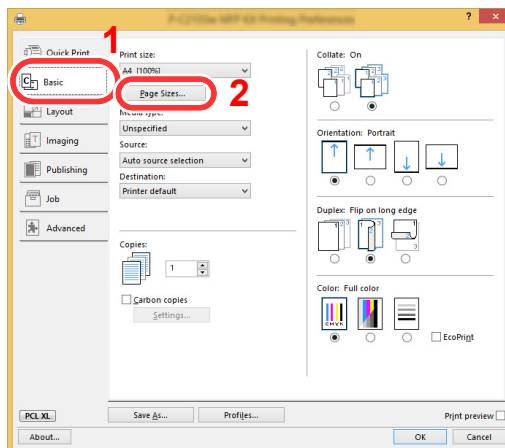 P-C2155w MFP KX Printing Preferences
? x
Quick Print
1
Basic
Layout
Imaging
Publishing
Job
Advanced
Print size:
A4 [100%]
Page Sizes...
2
Media type:
Unspecified
Source:
Auto source selection
Destination:
Printer default
Copies:
1
Carbon copies
Settings...
Collate: On
Orientation: Portrait
Duplex: Flip on long edge
Color: Full color
CMYK
EcoPrint
PCL XL
Save As...
Profiles...
Print preview
About...
OK
Cancel